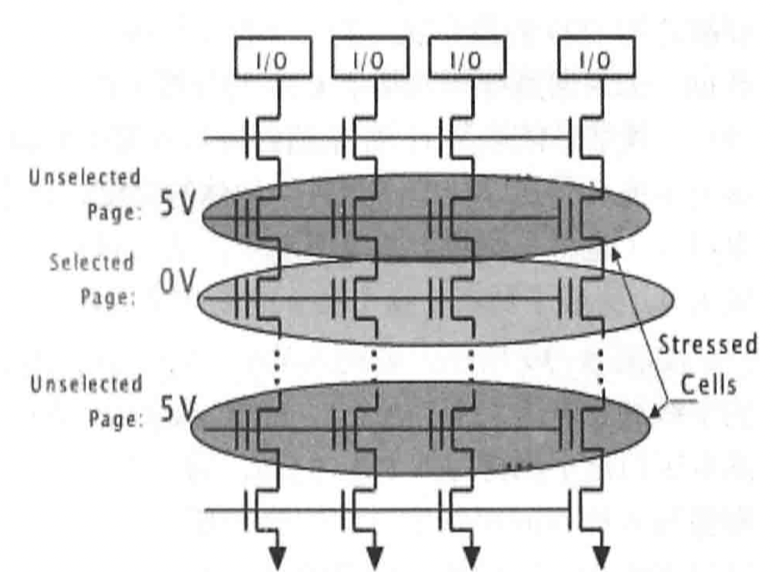 I/O I/O I/O I/O
Unselected
Page: 5V
Selected
Page: 0V
Stressed
Cells
Unselected
Page: 5V